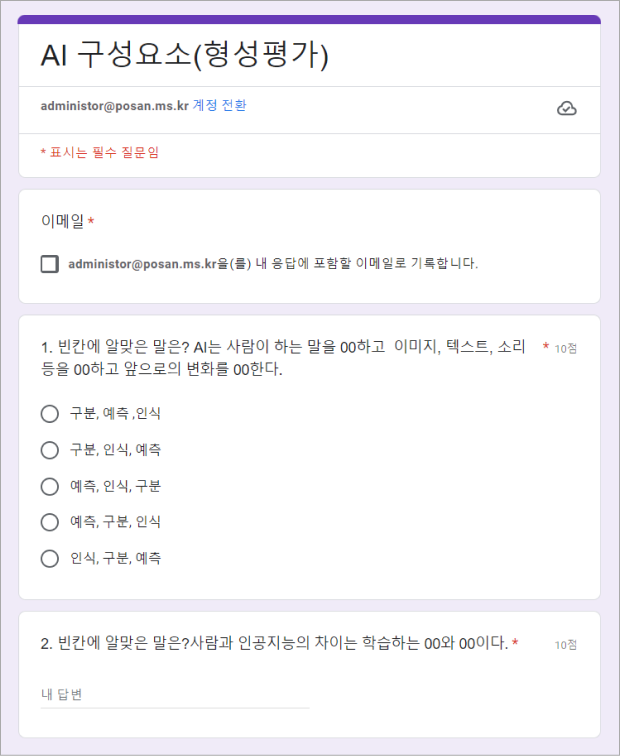 AI 구성요소(형성평가)
administor@posan.ms.kr 계정 전환
* 표시는 필수 질문임
이메일 *
administor@posan.ms.kr을(를) 내 응답에 포함할 이메일로 기록합니다.
1. 빈칸에 알맞은 말은? AI는 사람이 하는 말을 00하고  이미지, 텍스트, 소리 * 10점
등을 00하고 앞으로의 변화를 00한다.
구분, 예측 ,인식
구분, 인식, 예측
예측, 인식, 구분
예측, 구분, 인식
인식, 구분, 예측
2. 빈칸에 알맞은 말은?사람과 인공지능의 차이는 학습하는 00와 00이다. * 10점
내 답변